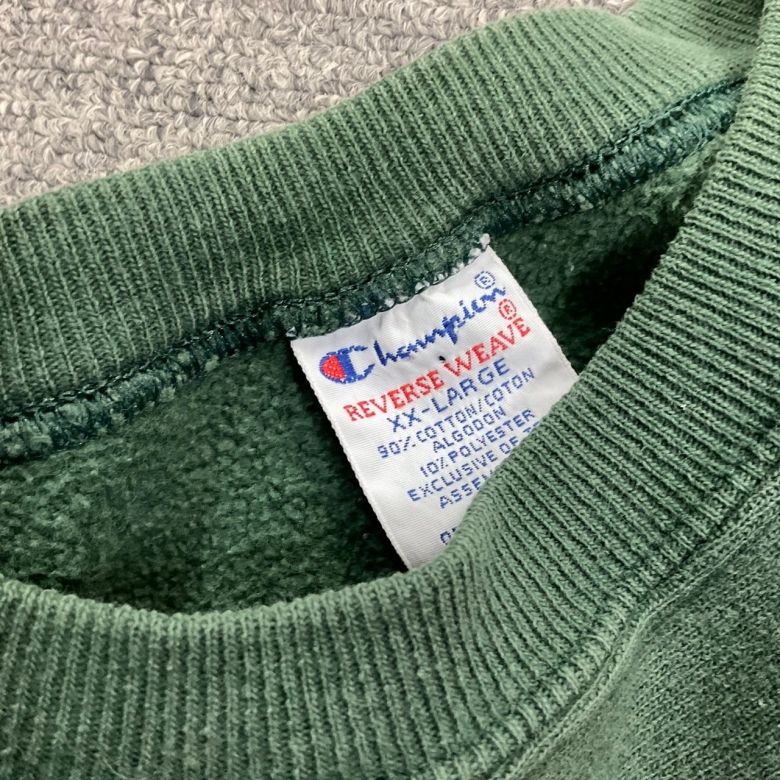 Champion®
REVERSE WEAVE®
XX-LARGE
90% COTTON/COTON
ALGODON
10% POLYESTER
EXCLUSIVE OF